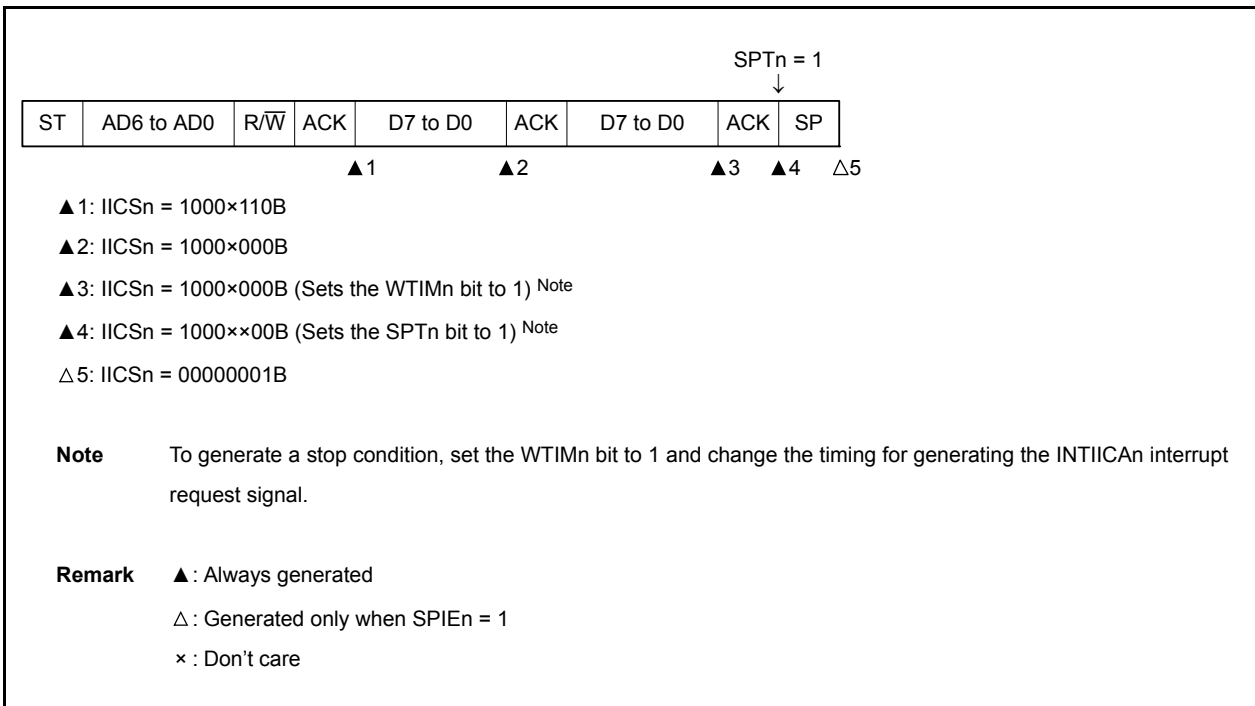 SPTn = 1
↓
ST AD6 to AD0 R/W̅ ACK D7 to D0 ACK D7 to D0 ACK SP
▲1 ▲2 ▲3 ▲4 △5
▲1: IICSn = 1000×110B
▲2: IICSn = 1000×000B
▲3: IICSn = 1000×000B (Sets the WTIMn bit to 1) Note
▲4: IICSn = 1000××00B (Sets the SPTn bit to 1) Note
△5: IICSn = 00000001B
Note To generate a stop condition, set the WTIMn bit to 1 and change the timing for generating the INTIICAn interrupt
request signal.
Remark ▲: Always generated
△: Generated only when SPIEn = 1
× : Don't care